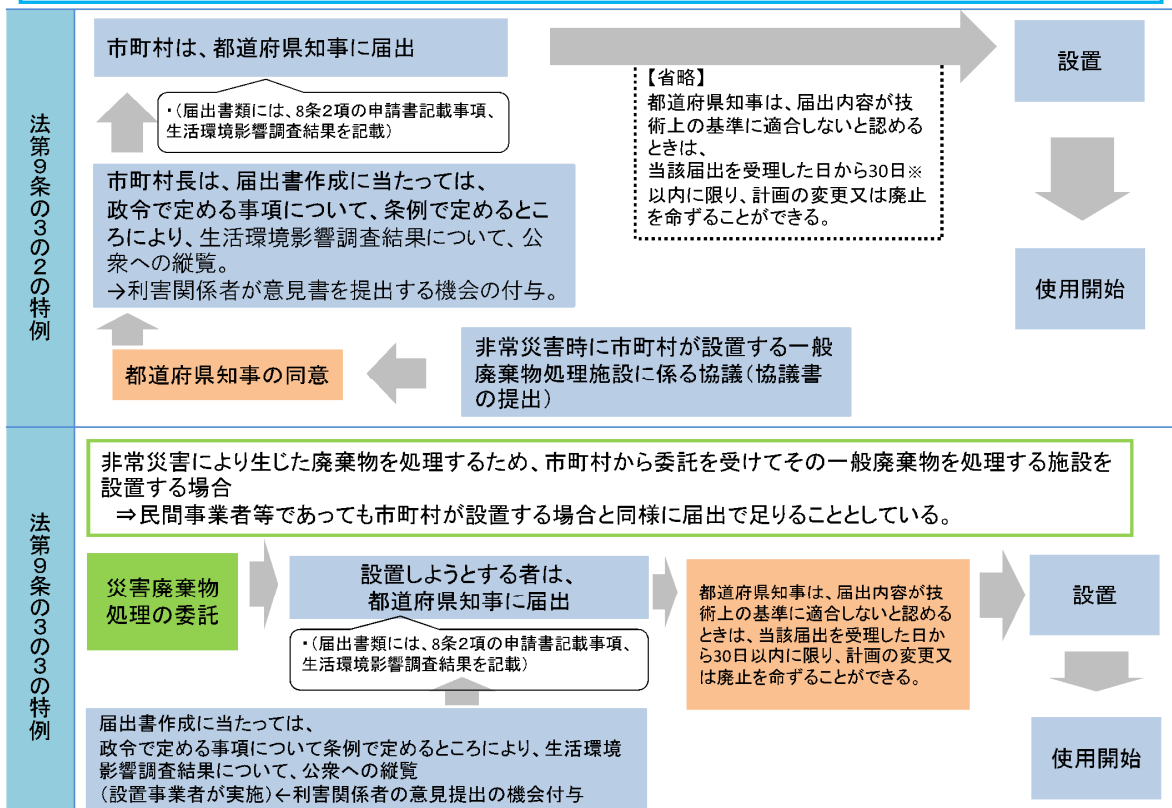 法第9条の3の2の特例
市町村は、都道府県知事に届出
・(届出書類には、8条2項の申請書記載事項、
生活環境影響調査結果を記載)
市町村長は、届出書作成に当たっては、
政令で定める事項について、条例で定めるとこ
ろにより、生活環境影響調査結果について、公
衆への縦覧。
→利害関係者が意見書を提出する機会の付与。
都道府県知事の同意
非常災害時に市町村が設置する一般
廃棄物処理施設に係る協議(協議書
の提出)
【省略】
都道府県知事は、届出内容が技
術上の基準に適合しないと認める
ときは、
当該届出を受理した日から30日※
以内に限り、計画の変更又は廃止
を命ずることができる。
設置
使用開始
法第9条の3の3の特例
非常災害により生じた廃棄物を処理するため、市町村から委託を受けてその一般廃棄物を処理する施設を
設置する場合
⇒民間事業者等であっても市町村が設置する場合と同様に届出で足りることとしている。
災害廃棄物
処理の委託
設置しようとする者は、
都道府県知事に届出
・(届出書類には、8条2項の申請書記載事項、
生活環境影響調査結果を記載)
届出書作成に当たっては、
政令で定める事項について条例で定めるところにより、生活環境
影響調査結果について、公衆への縦覧
(設置事業者が実施)←利害関係者の意見提出の機会付与
都道府県知事は、届出内容が技
術上の基準に適合しないと認める
ときは、当該届出を受理した日か
ら30日以内に限り、計画の変更又
は廃止を命ずることができる。
設置
使用開始